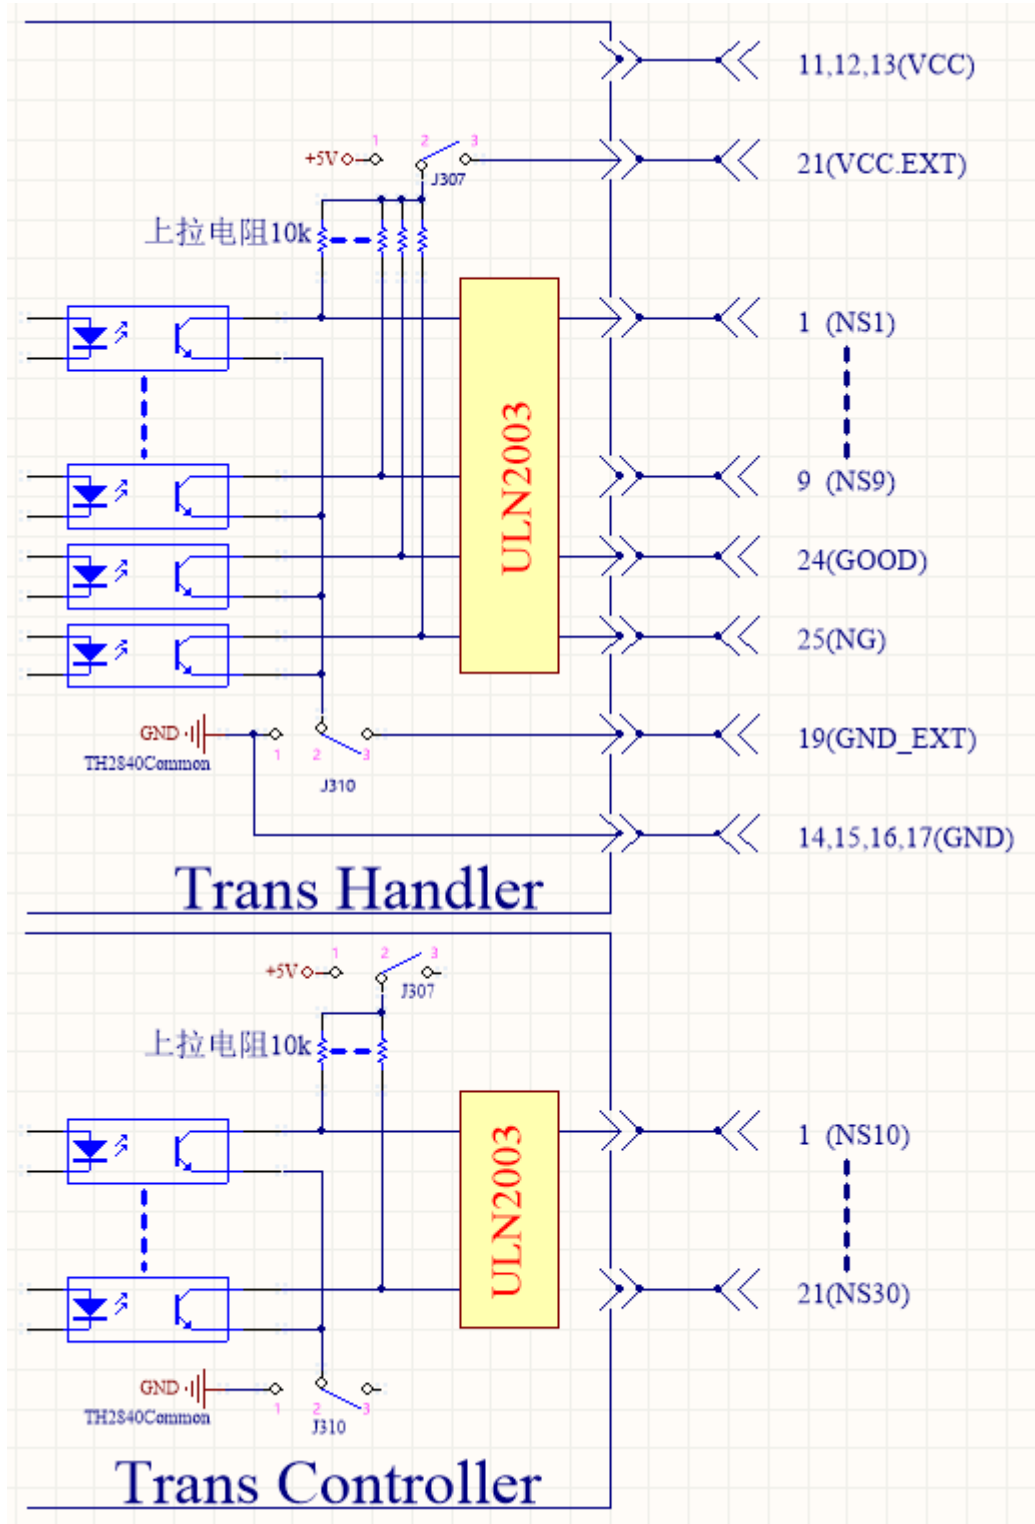 11,12,13(VCC)
1 2 3
+5V
J307
21(VCC.EXT)
上拉电阻10k
ULN2003
1 (NS1)
9 (NS9)
24(GOOD)
25(NG)
GND
TH2840Common
1 2 3
J310
19(GND_EXT)
14,15,16,17(GND)
Trans Handler
1 2 3
+5V
J307
上拉电阻10k
ULN2003
1 (NS10)
21(NS30)
GND
TH2840Common
1 2 3
J310
Trans Controller